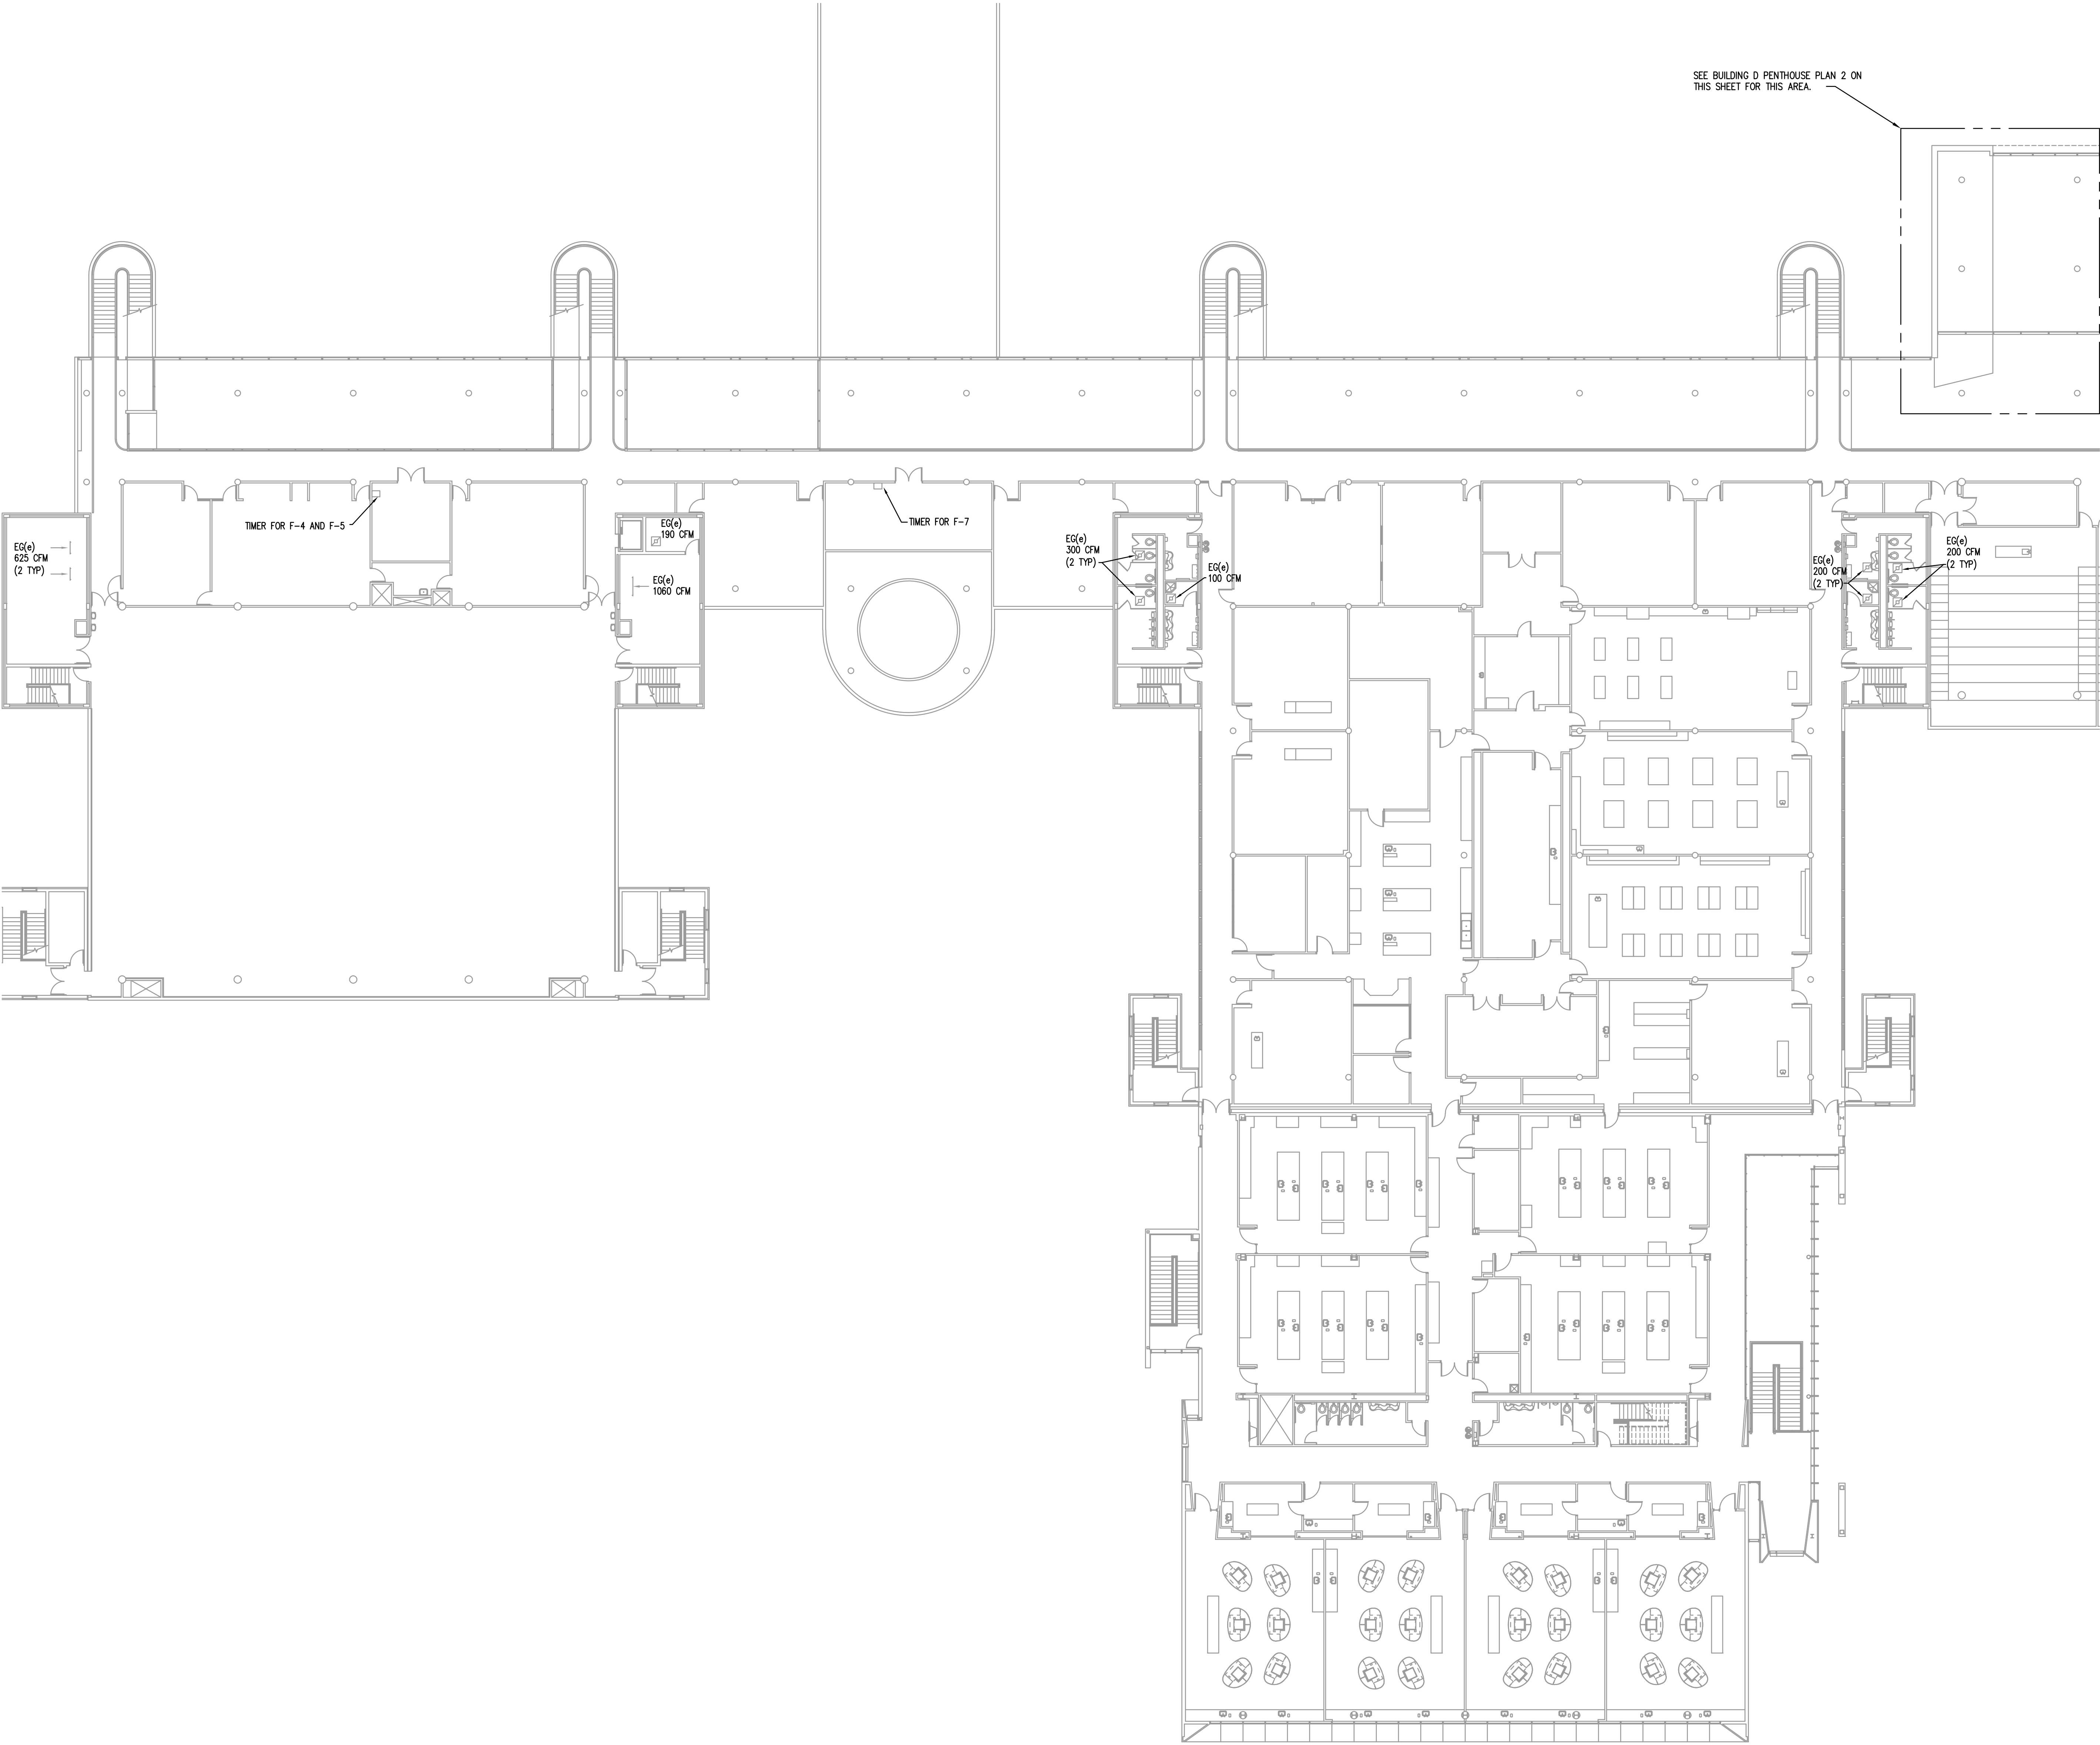 SEE BUILDING D PENTHOUSE PLAN 2 ON
THIS SHEET FOR THIS AREA.
TIMER FOR F-4 AND F-5
TIMER FOR F-7
EG(e)
625 CFM
(2 TYP)
EG(e)
190 CFM
EG(e)
1060 CFM
EG(e)
300 CFM
(2 TYP)
EG(e)
100 CFM
EG(e)
200 CFM
(2 TYP)
EG(e)
200 CFM
(2 TYP)